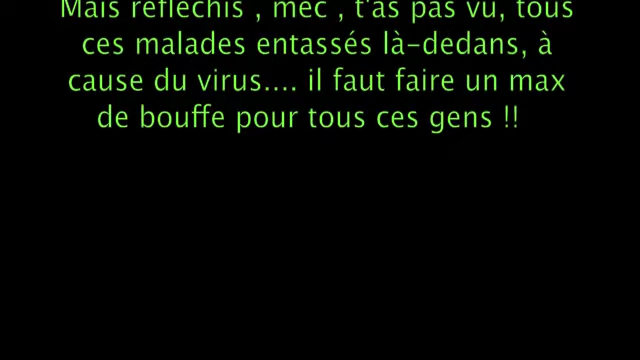 Mais réfléchis , mec , t'as pas vu, tous
ces malades entassés là-dedans, à
cause du virus.... il faut faire un max
de bouffe pour tous ces gens !!